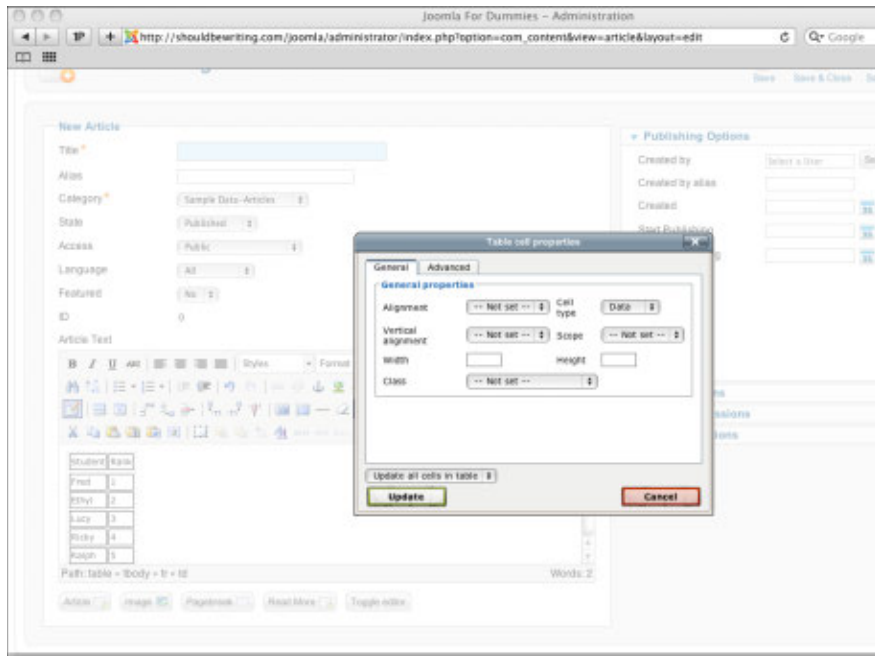 Joomla For Dummies - Administration
http://shouldbewriting.com/joomla/administrator/index.php?option=com_content&view=article&layout=edit
Google
Save Save & Close
New Article
Title *
Alias
Category * Sample Data-Articles
State Published
Access Public
Language All
Featured No
ID 0
Article Text
B I U ABC Styles Format
Student Rank
Fred 1
Ethyl 2
Lucy 3
Ricky 4
Ralph 5
Path: table » tbody » tr » td
Words: 2
Article Image Pagebreak Read More Toggle editor
Publishing Options
Created by Select a User
Created by alias
Created
Start Publishing
Table cell properties
General Advanced
General properties
Alignment -- Not set -- Cell type Data
Vertical alignment -- Not set -- Scope -- Not set --
Width Height
Class -- Not set --
Update all cells in table
Update Cancel